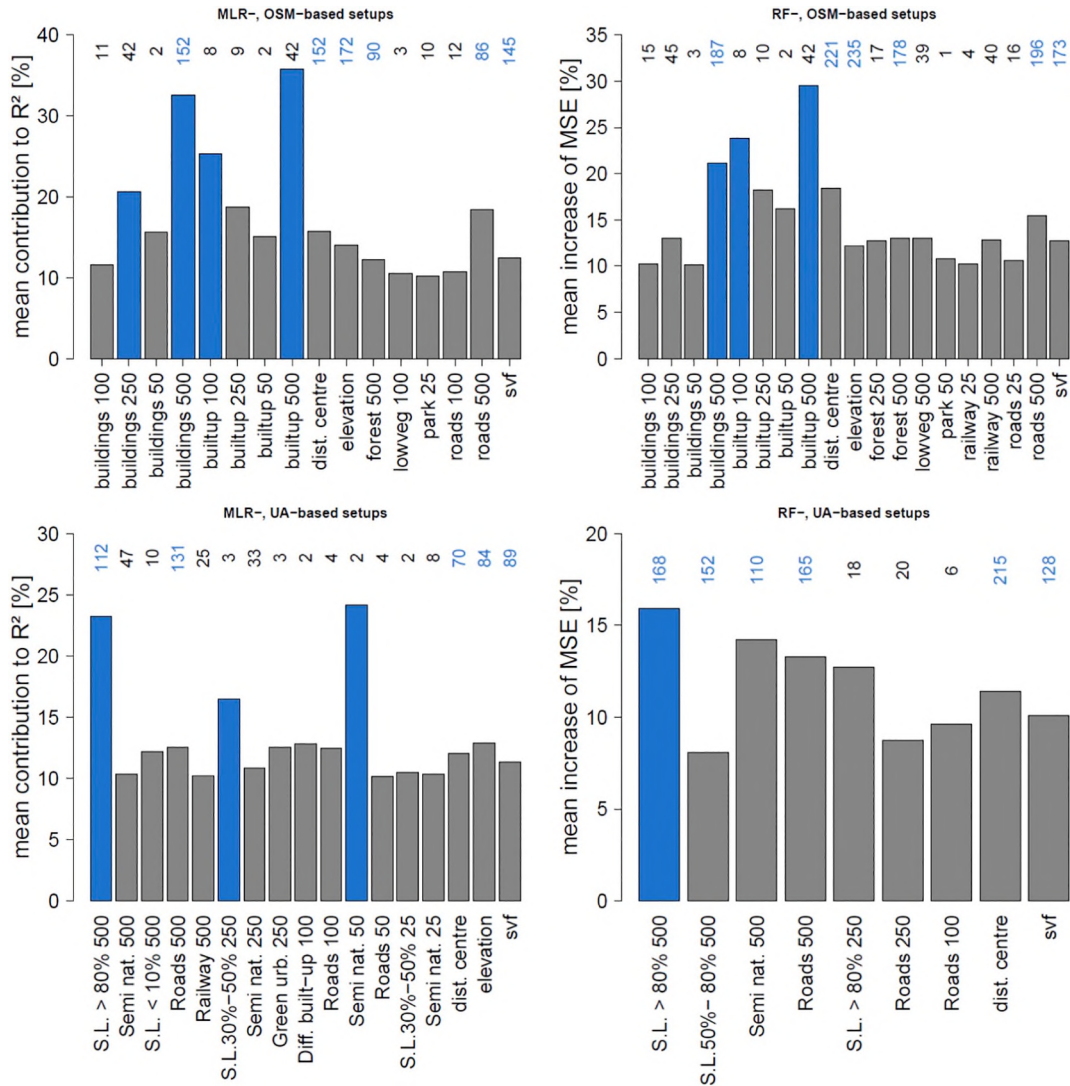 MLR−, OSM−based setups
mean contribution to R² [%]
40
30
20
10
0
11 42 2 152 8 9 2 42 152 172 90 3 10 12 86 145
buildings 100
buildings 250
buildings 50
buildings 500
builtup 100
builtup 250
builtup 50
builtup 500
dist. centre
elevation
forest 500
lowveg 100
park 25
roads 100
roads 500
svf
RF−, OSM−based setups
mean increase of MSE [%]
35
30
25
20
15
10
5
0
15 45 3 187 8 10 2 42 221 235 17 178 39 1 4 40 16 196 173
buildings 100
buildings 250
buildings 50
buildings 500
builtup 100
builtup 250
builtup 50
builtup 500
dist. centre
elevation
forest 250
forest 500
lowveg 500
park 50
railway 25
railway 500
roads 25
roads 500
svf
MLR−, UA−based setups
mean contribution to R² [%]
30
25
20
15
10
5
0
112 47 10 131 25 3 33 3 2 4 2 4 2 8 70 84 89
S.L. > 80% 500
Semi nat. 500
S.L. < 10% 500
Roads 500
Railway 500
S.L.30%−50% 250
Semi nat. 250
Green urb. 250
Diff. built−up 100
Roads 100
Semi nat. 50
Roads 50
S.L.30%−50% 25
Semi nat. 25
dist. centre
elevation
svf
RF−, UA−based setups
mean increase of MSE [%]
20
15
10
5
0
168 152 110 165 18 20 6 215 128
S.L. > 80% 500
S.L.50%− 80% 500
Semi nat. 500
Roads 500
S.L. > 80% 250
Roads 250
Roads 100
dist. centre
svf